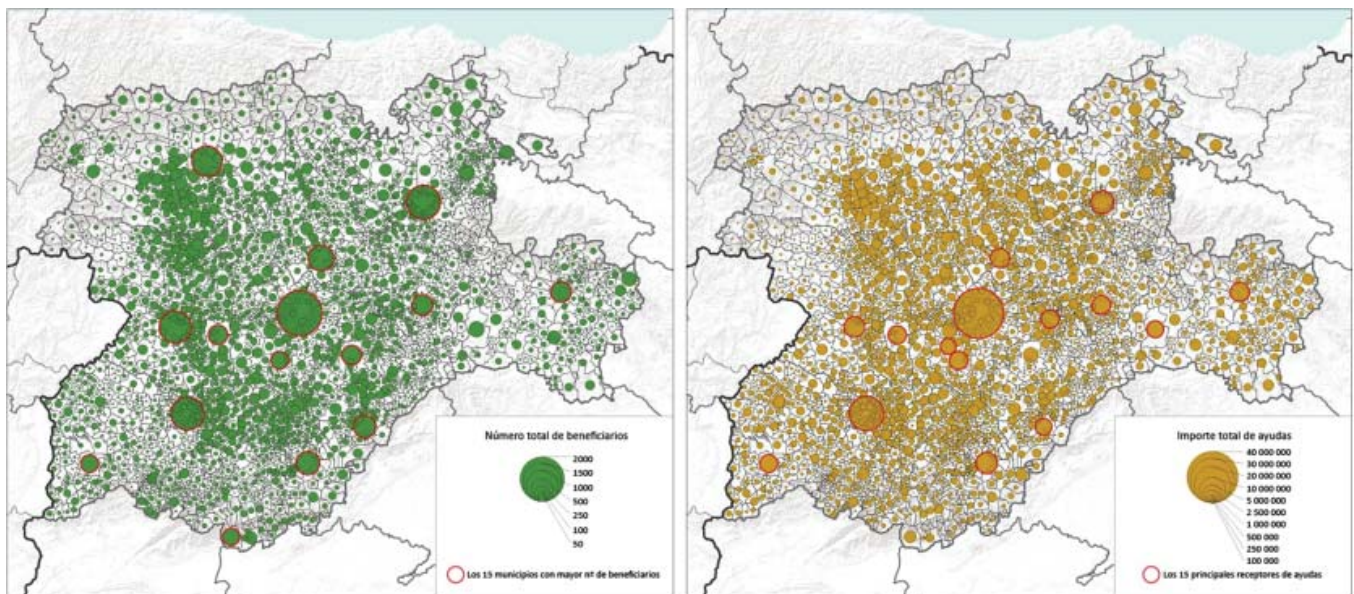 Número total de beneficiarios
2000
1500
1000
500
250
100
50
Los 15 municipios con mayor nº de beneficiarios
Importe total de ayudas
40 000 000
30 000 000
20 000 000
10 000 000
5 000 000
2 500 000
1 000 000
500 000
250 000
100 000
Los 15 principales receptores de ayudas